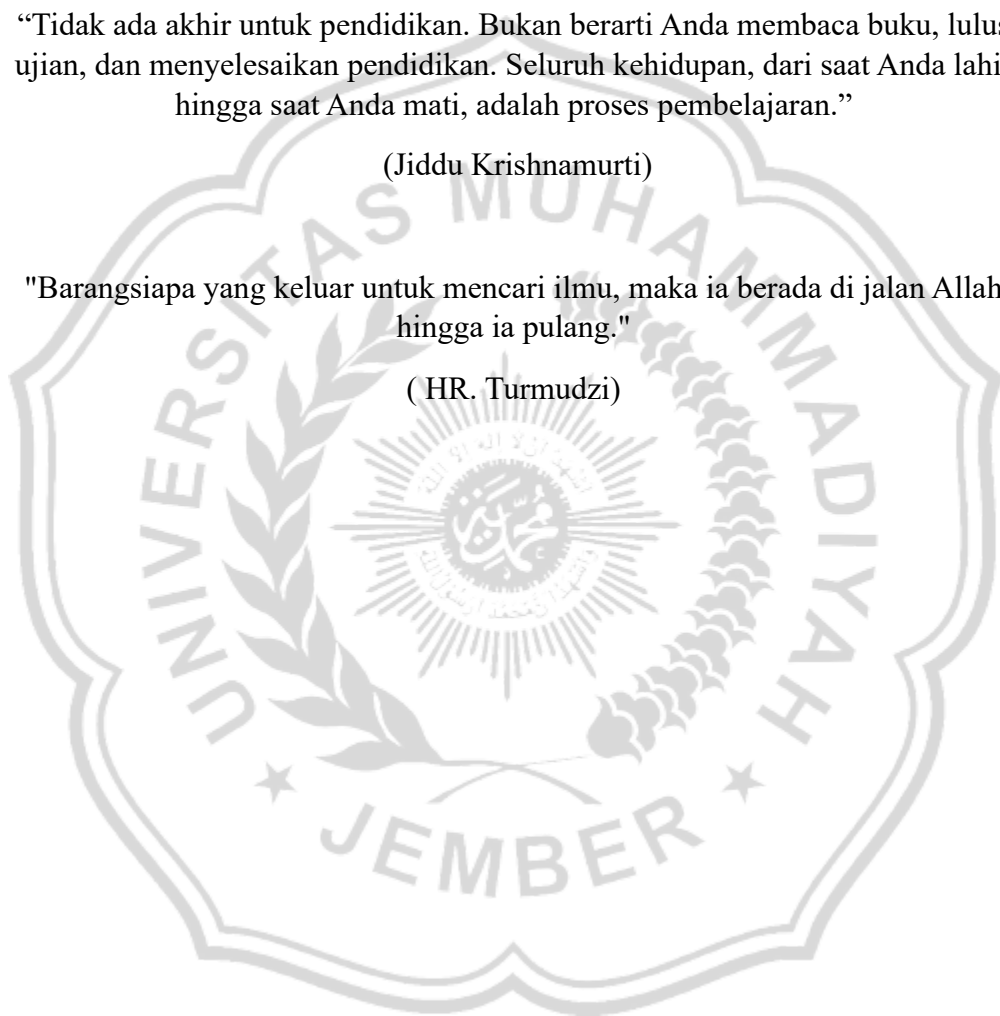 “Tidak ada akhir untuk pendidikan. Bukan berarti Anda membaca buku, lulus
ujian, dan menyelesaikan pendidikan. Seluruh kehidupan, dari saat Anda lahi
hingga saat Anda mati, adalah proses pembelajaran.”
(Jiddu Krishnamurti)
"Barangsiapa yang keluar untuk mencari ilmu, maka ia berada di jalan Allah
hingga ia pulang."
( HR. Turmudzi)
UNIVERSITAS MUHAMMADIYAH
JEMBER